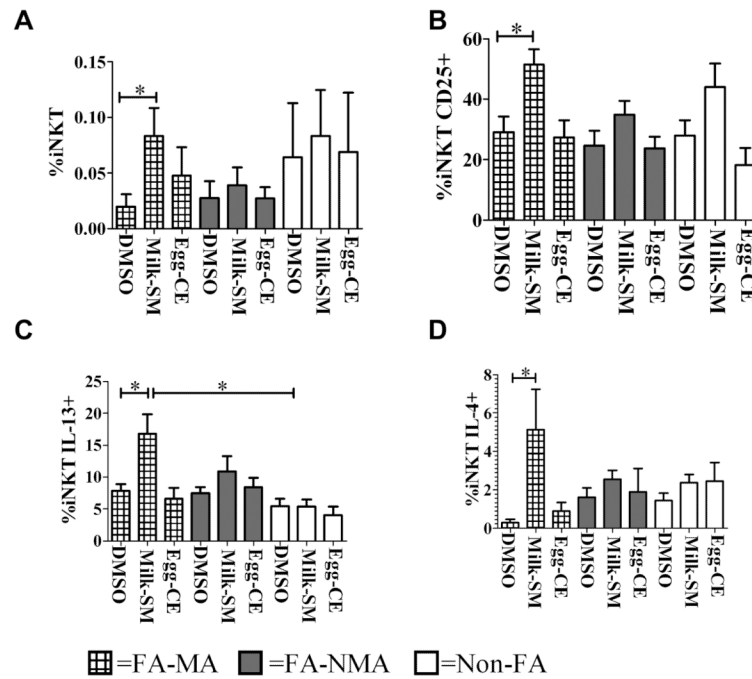 A
%iNKT
0.15
0.10
0.05
0.00
*
DMSO
Milk-SM
Egg-CE
DMSO
Milk-SM
Egg-CE
DMSO
Milk-SM
Egg-CE
B
%iNKT CD25+
60
40
20
0
*
DMSO
Milk-SM
Egg-CE
DMSO
Milk-SM
Egg-CE
DMSO
Milk-SM
Egg-CE
C
%iNKT IL-13+
25
20
15
10
5
0
*
*
DMSO
Milk-SM
Egg-CE
DMSO
Milk-SM
Egg-CE
DMSO
Milk-SM
Egg-CE
D
%iNKT IL-4+
8
6
4
2
0
*
DMSO
Milk-SM
Egg-CE
DMSO
Milk-SM
Egg-CE
DMSO
Milk-SM
Egg-CE
=FA-MA =FA-NMA =Non-FA